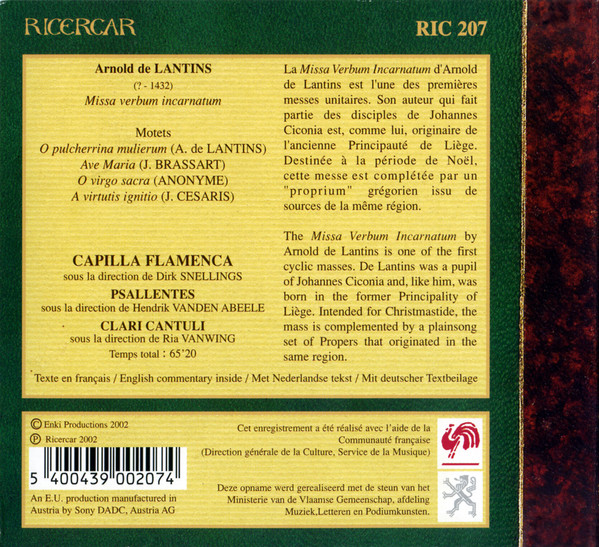 RICERCAR
RIC 207
Arnold de LANTINS
(? - 1432)
Missa verbum incarnatum
Motets
O pulcherrina mulierum (A. de LANTINS)
Ave Maria (J. BRASSART)
O virgo sacra (ANONYME)
A virtutis ignitio (J. CESARIS)
CAPILLA FLAMENCA
sous la direction de Dirk SNELLINGS
PSALLENTES
sous la direction de Hendrik VANDEN ABEELE
CLARI CANTULI
sous la direction de Ria VANWING
Temps total : 65'20
La Missa Verbum Incarnatum d'Arnold
de Lantins est l'une des premières
messes unitaires. Son auteur qui fait
partie des disciples de Johannes
Ciconia est, comme lui, originaire de
l'ancienne Principauté de Liège.
Destinée à la période de Noël,
cette messe est complétée par un
"proprium" grégorien issu de
sources de la même région.
The Missa Verbum Incarnatum by
Arnold de Lantins is one of the first
cyclic masses. De Lantins was a pupil
of Johannes Ciconia and, like him, was
born in the former Principality of
Liège. Intended for Christmastide, the
mass is complemented by a plainsong
set of Propers that originated in the
same region.
Texte en français / English commentary inside / Met Nederlandse tekst / Mit deutscher Textbeilage
© Enki Productions 2002
℗ Ricercar 2002
5 400439 002074
An E.U. production manufactured in
Austria by Sony DADC, Austria AG
Cet enregistrement a été réalisé avec l'aide de la
Communauté française
(Direction générale de la Culture, Service de la Musique)
Deze opname werd gerealiseerd met de steun van het
Ministerie van de Vlaamse Gemeenschap, afdeling
Muziek,Letteren en Podiumkunsten.